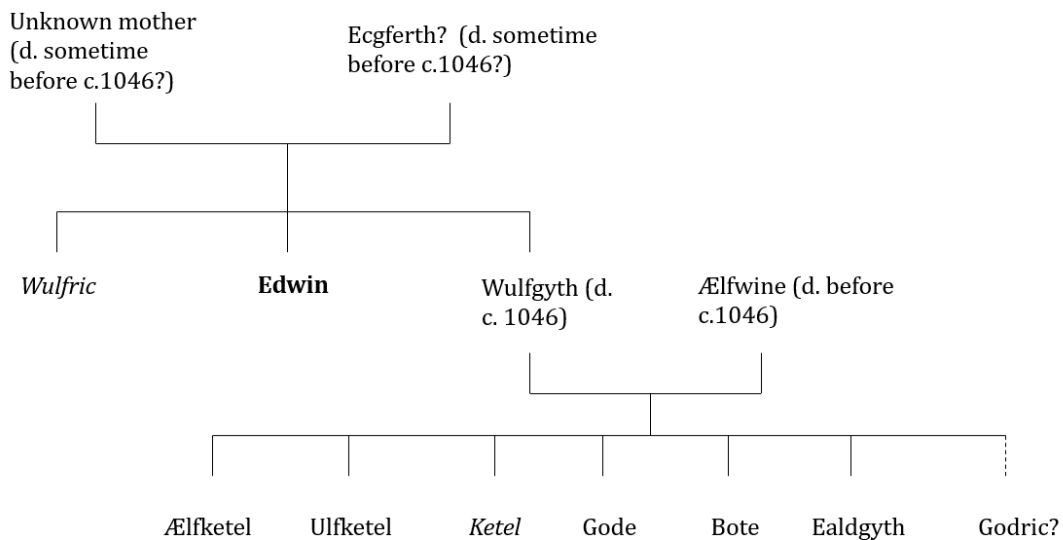 Unknown mother
(d. sometime
before c.1046?)
Ecgferth? (d. sometime
before c.1046?)
Wulfric
Edwin
Wulfgyth (d.
c. 1046)
Ælfwine (d. before
c.1046)
Ælfketel
Ulfketel
Ketel
Gode
Bote
Ealdgyth
Godric?